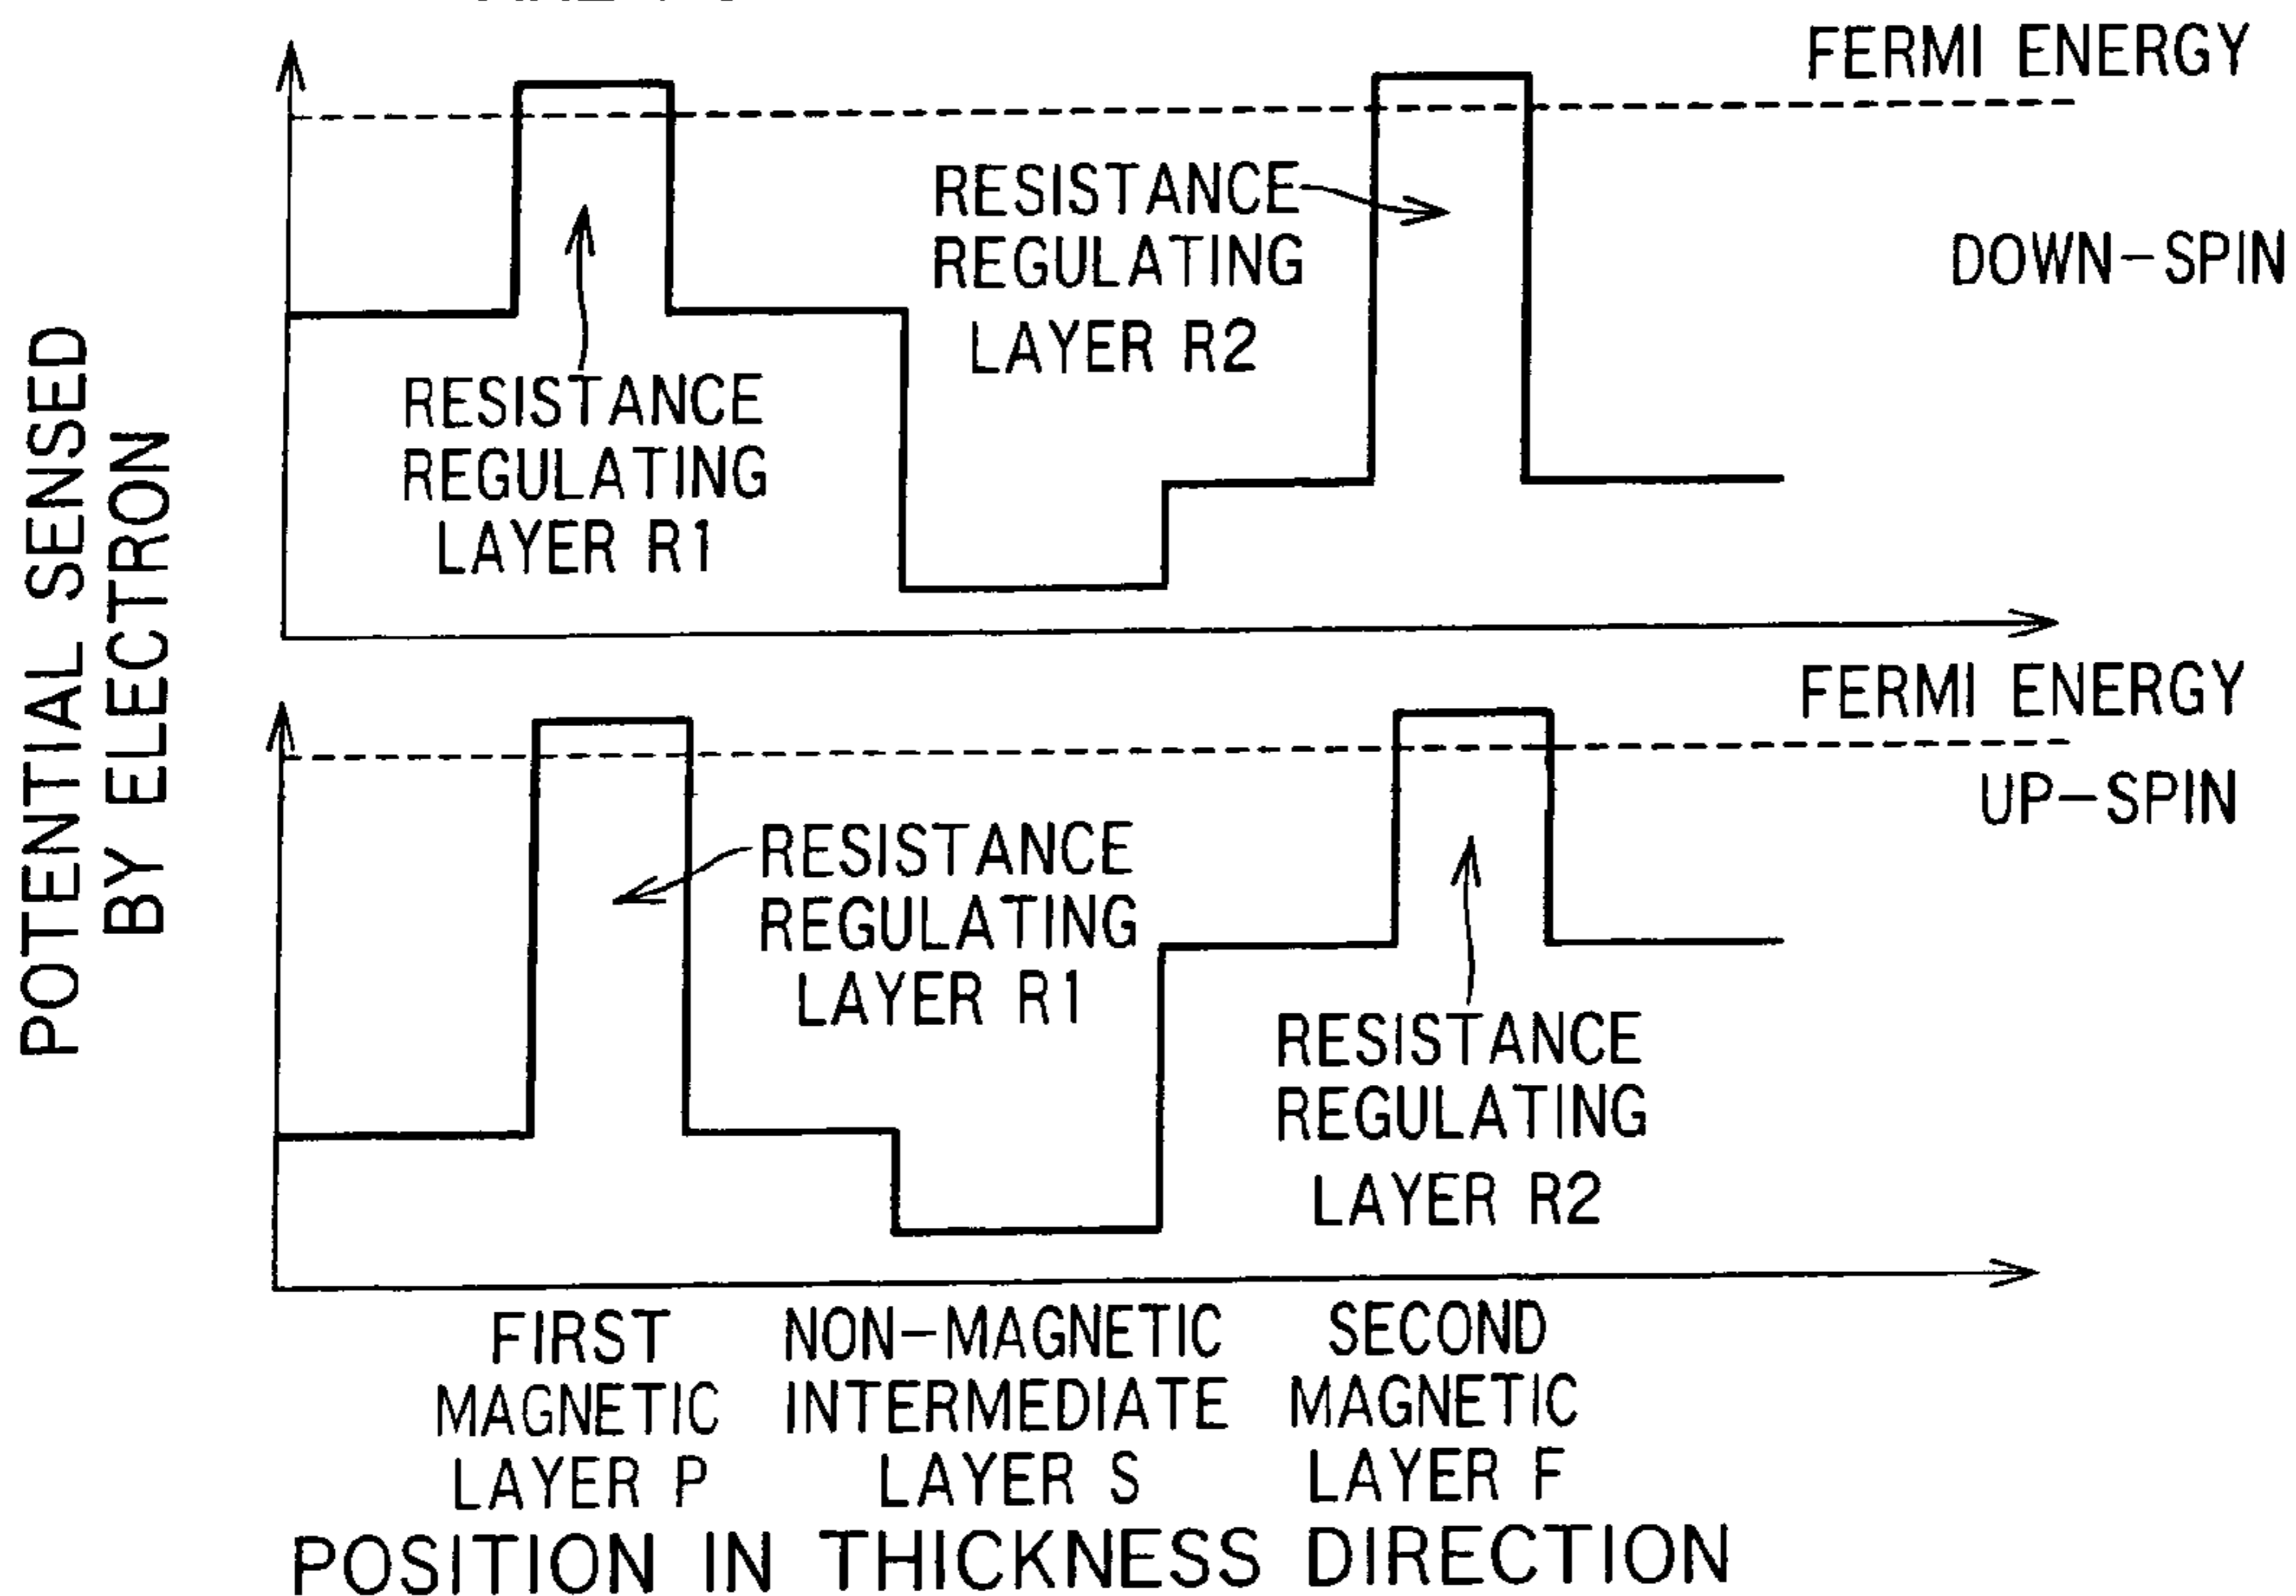 FERMI ENERGY
RESISTANCE
REGULATING
LAYER R2
DOWN-SPIN
RESISTANCE
REGULATING
LAYER R1
POTENTIAL SENSED
BY ELECTRON
FERMI ENERGY
UP-SPIN
RESISTANCE
REGULATING
LAYER R1
RESISTANCE
REGULATING
LAYER R2
FIRST
MAGNETIC
LAYER P
NON-MAGNETIC
INTERMEDIATE
LAYER S
SECOND
MAGNETIC
LAYER F
POSITION IN THICKNESS DIRECTION